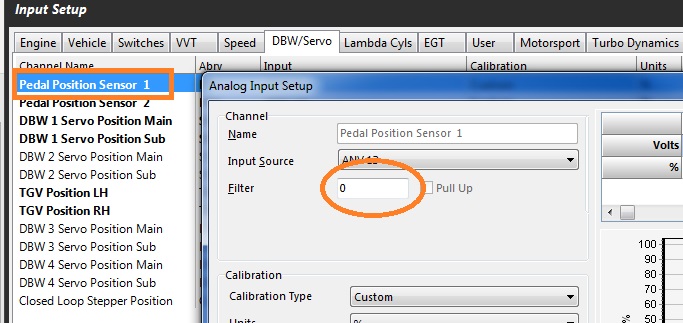 Input Setup
Engine Vehicle Switches VVT Speed DBW/Servo Lambda Cyls EGT User Motorsport Turbo Dynamics
Channel Name Abrv Input Calibration Units
Pedal Position Sensor 1
Pedal Position Sensor 2
DBW 1 Servo Position Main
DBW 1 Servo Position Sub
DBW 2 Servo Position Main
DBW 2 Servo Position Sub
TGV Position LH
TGV Position RH
DBW 3 Servo Position Main
DBW 3 Servo Position Sub
DBW 4 Servo Position Main
DBW 4 Servo Position Sub
Closed Loop Stepper Position
Analog Input Setup
Channel
Name Pedal Position Sensor 1
Input Source ANV 12
Filter 0 Pull Up
Calibration
Calibration Type Custom
Units %
Volts
%
100
90
80
70
60
50
%